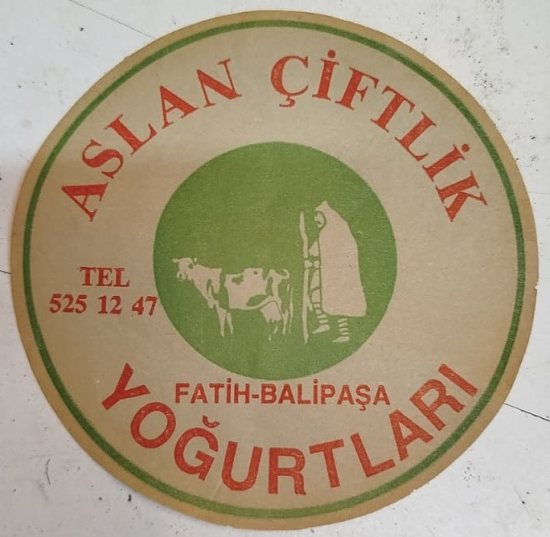 ASLAN ÇİFTLİK
TEL
525 12 47
FATİH-BALİPAŞA
YOĞURTLARI